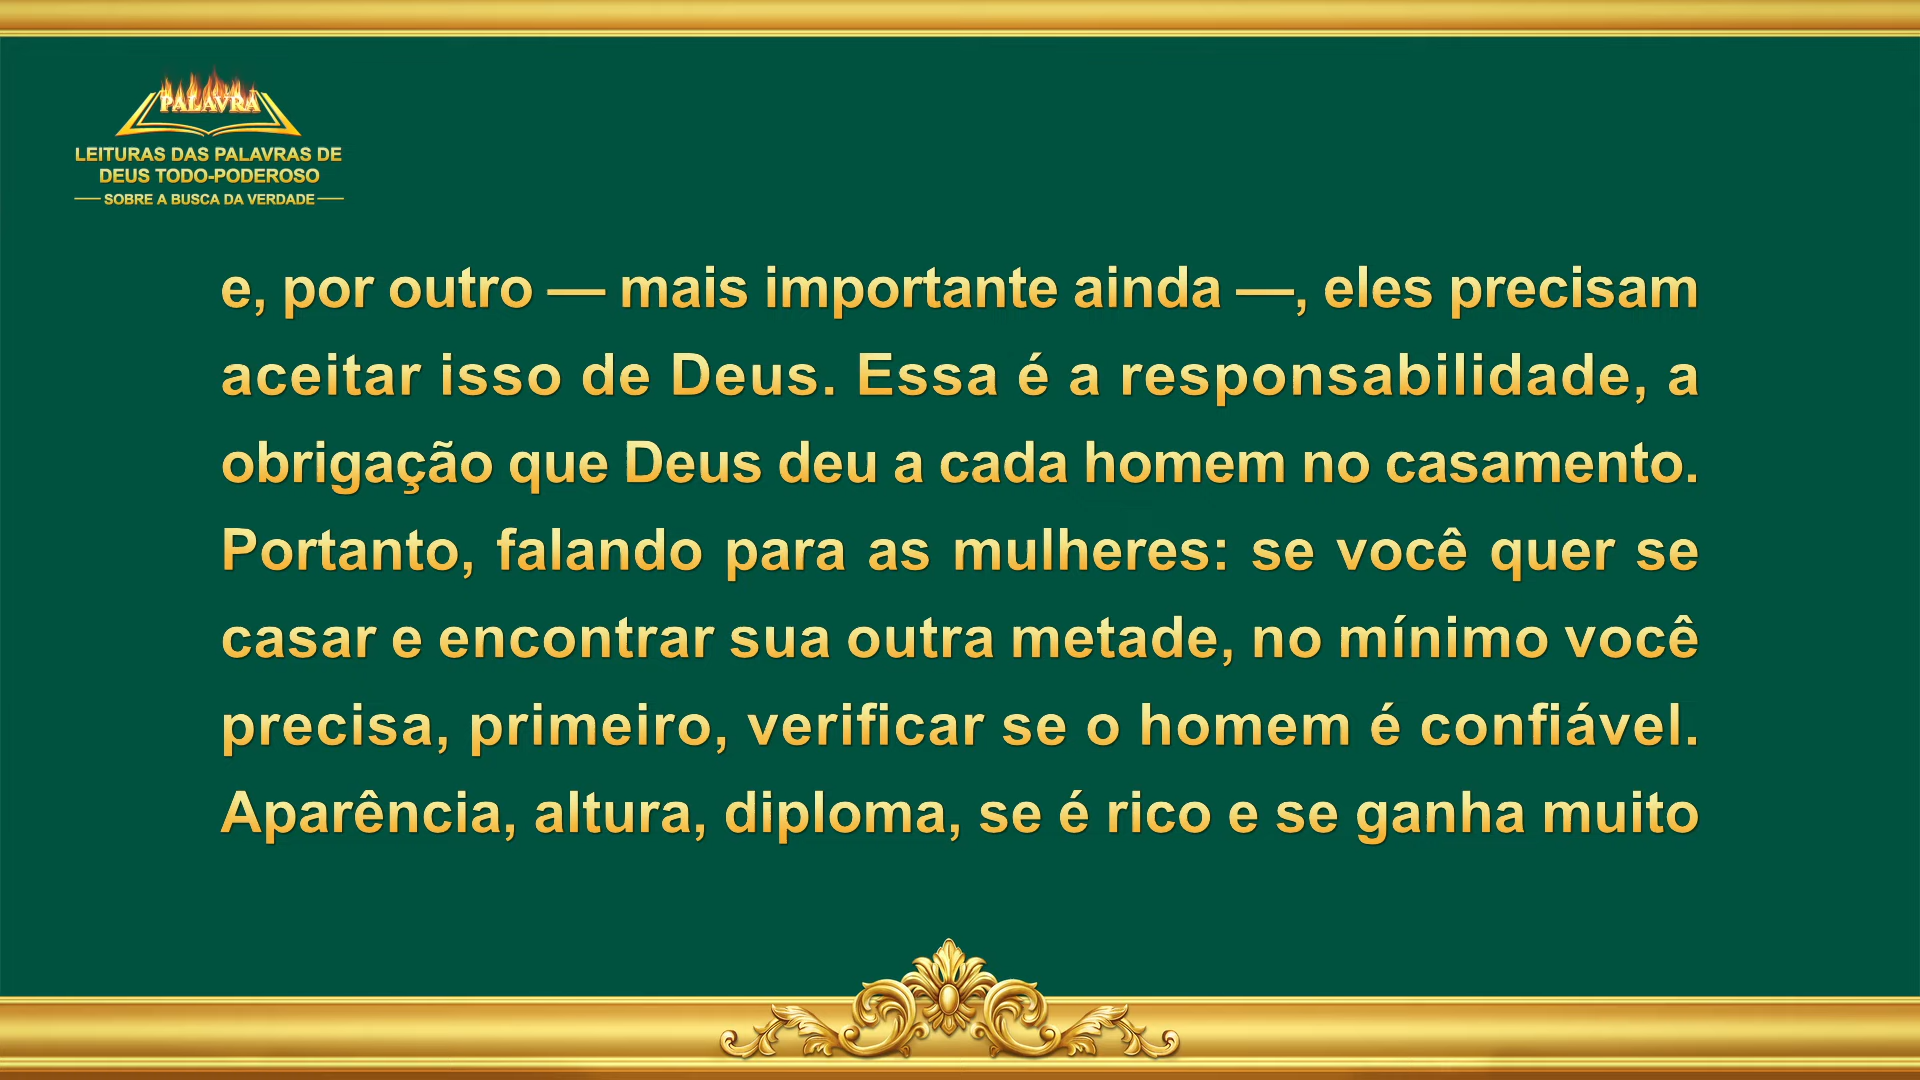 PALAVRA
LEITURAS DAS PALAVRAS DE
DEUS TODO-PODEROSO
SOBRE A BUSCA DA VERDADE
e, por outro — mais importante ainda —, eles precisam
aceitar isso de Deus. Essa é a responsabilidade, a
obrigação que Deus deu a cada homem no casamento.
Portanto, falando para as mulheres: se você quer se
casar e encontrar sua outra metade, no mínimo você
precisa, primeiro, verificar se o homem é confiável.
Aparência, altura, diploma, se é rico e se ganha muito